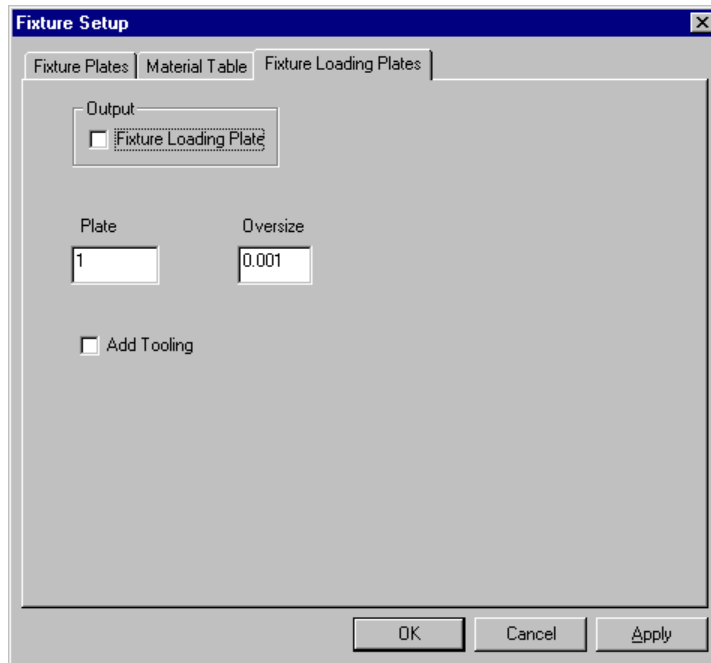 Fixture Setup
Fixture Plates Material Table Fixture Loading Plates
Output
Fixture Loading Plate
Plate Oversize
1 0.001
Add Tooling
OK Cancel Apply